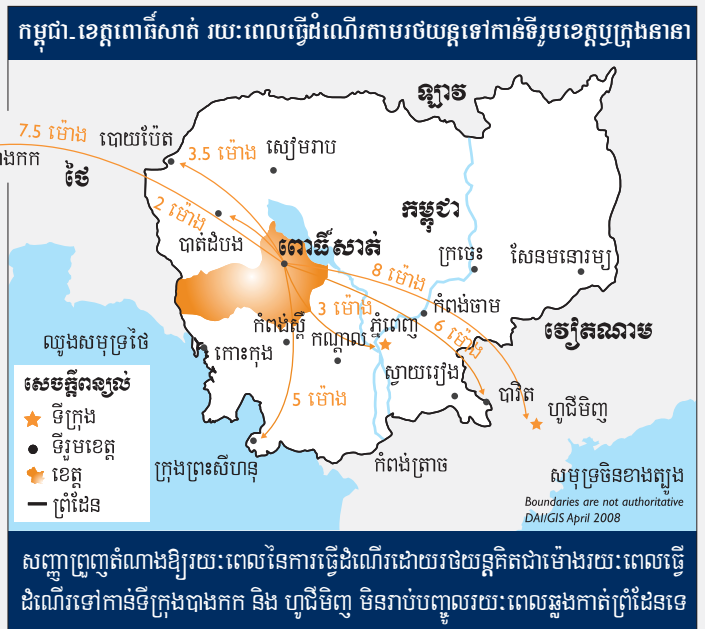 កម្ពុជា-ខេត្តពោធិ៍សាត់ រយៈពេលធ្វើដំណើរតាមរថយន្តទៅកាន់ទីរួមខេត្តឬក្រុងនានា
ឡាវ
7.5 ម៉ោង
បោយប៉ែត
3.5 ម៉ោង
សៀមរាប
ងកក
ថៃ
2 ម៉ោង
កម្ពុជា
បាត់ដំបង
ពោធិ៍សាត់
ក្រចេះ
សែនមនោរម្យ
8 ម៉ោង
3 ម៉ោង
កំពង់ចាម
6 ម៉ោង
វៀតណាម
ឈូងសមុទ្រថៃ
កោះកុង
កំពង់ស្ពឺ
កណ្តាល
ភ្នំពេញ
ស្វាយរៀង
បាវិត
ហូជីមិញ
5 ម៉ោង
សេចក្តីពន្យល់
ទីក្រុង
ទីរួមខេត្ត
ខេត្ត
ព្រំដែន
ក្រុងព្រះសីហនុ
កំពង់ត្រាច
សមុទ្រចិនខាងត្បូង
Boundaries are not authoritative
DAI/GIS April 2008
សញ្ញាព្រួញតំណាងឱ្យរយៈពេលនៃការធ្វើដំណើរដោយរថយន្តគិតជាម៉ោងរយៈពេលធ្វើ
ដំណើរទៅកាន់ទីក្រុងបាងកក និង ហូជីមិញ មិនរាប់បញ្ចូលរយៈពេលឆ្លងកាត់ព្រំដែនទេ